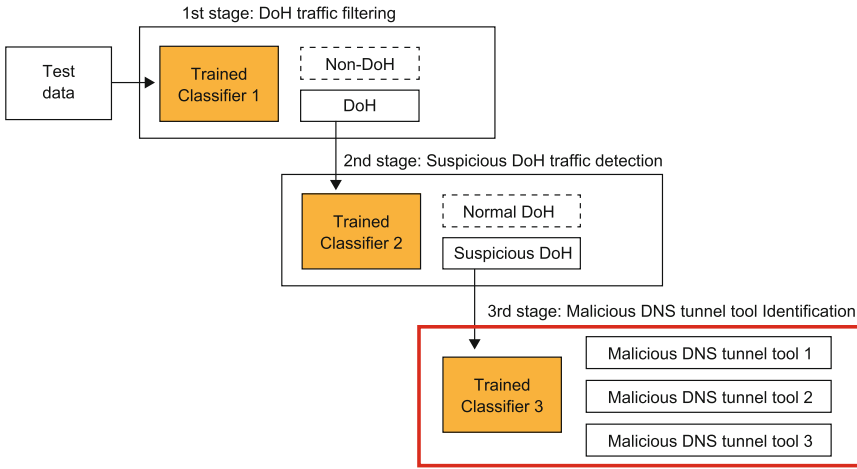 1st stage: DoH traffic filtering
Test
data
Trained
Classifier 1
Non-DoH
DoH
2nd stage: Suspicious DoH traffic detection
Trained
Classifier 2
Normal DoH
Suspicious DoH
3rd stage: Malicious DNS tunnel tool Identification
Trained
Classifier 3
Malicious DNS tunnel tool 1
Malicious DNS tunnel tool 2
Malicious DNS tunnel tool 3